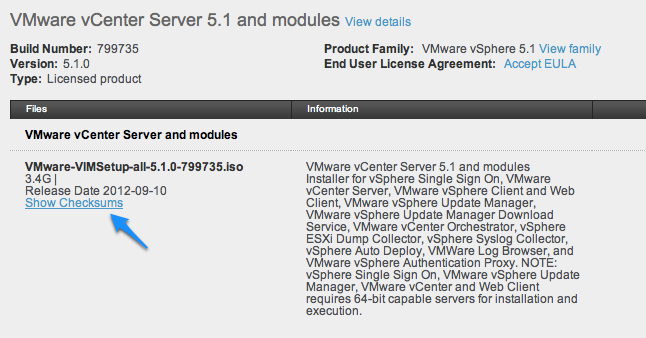 VMware vCenter Server 5.1 and modules View details
Build Number: 799735
Version: 5.1.0
Type: Licensed product
Product Family: VMware vSphere 5.1 View family
End User License Agreement: Accept EULA
Files
Information
VMware vCenter Server and modules
VMware-VIMSetup-all-5.1.0-799735.iso
3.4G |
Release Date 2012-09-10
Show Checksums
VMware vCenter Server 5.1 and modules
Installer for vSphere Single Sign On, VMware
vCenter Server, VMware vSphere Client and Web
Client, VMware vSphere Update Manager,
VMware vSphere Update Manager Download
Service, VMware vCenter Orchestrator, vSphere
ESXi Dump Collector, vSphere Syslog Collector,
vSphere Auto Deploy, VMWare Log Browser, and
VMware vSphere Authentication Proxy. NOTE:
vSphere Single Sign On, VMware vSphere Update
Manager, VMware vCenter and Web Client
requires 64-bit capable servers for installation and
execution.